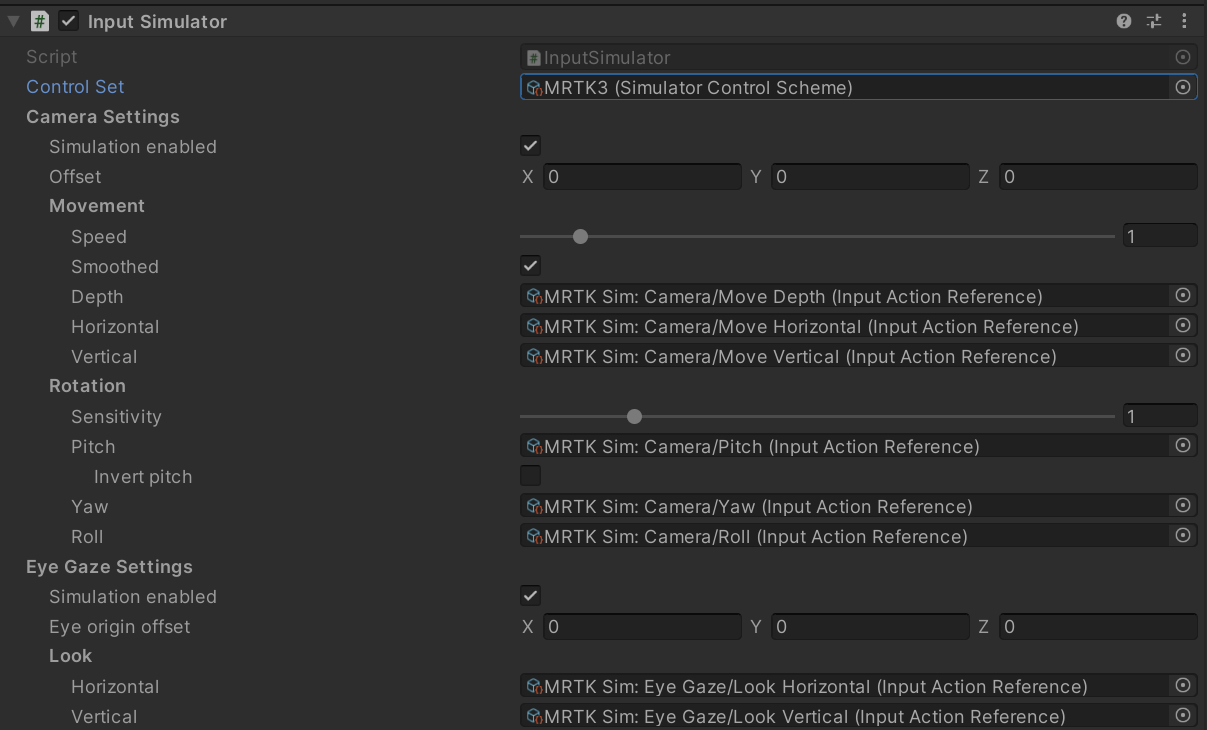 Input Simulator
Script InputSimulator
Control Set MRTK3 (Simulator Control Scheme)
Camera Settings
Simulation enabled
Offset X 0 Y 0 Z 0
Movement
Speed 1
Smoothed
Depth MRTK Sim: Camera/Move Depth (Input Action Reference)
Horizontal MRTK Sim: Camera/Move Horizontal (Input Action Reference)
Vertical MRTK Sim: Camera/Move Vertical (Input Action Reference)
Rotation
Sensitivity 1
Pitch MRTK Sim: Camera/Pitch (Input Action Reference)
Invert pitch
Yaw MRTK Sim: Camera/Yaw (Input Action Reference)
Roll MRTK Sim: Camera/Roll (Input Action Reference)
Eye Gaze Settings
Simulation enabled
Eye origin offset X 0 Y 0 Z 0
Look
Horizontal MRTK Sim: Eye Gaze/Look Horizontal (Input Action Reference)
Vertical MRTK Sim: Eye Gaze/Look Vertical (Input Action Reference)